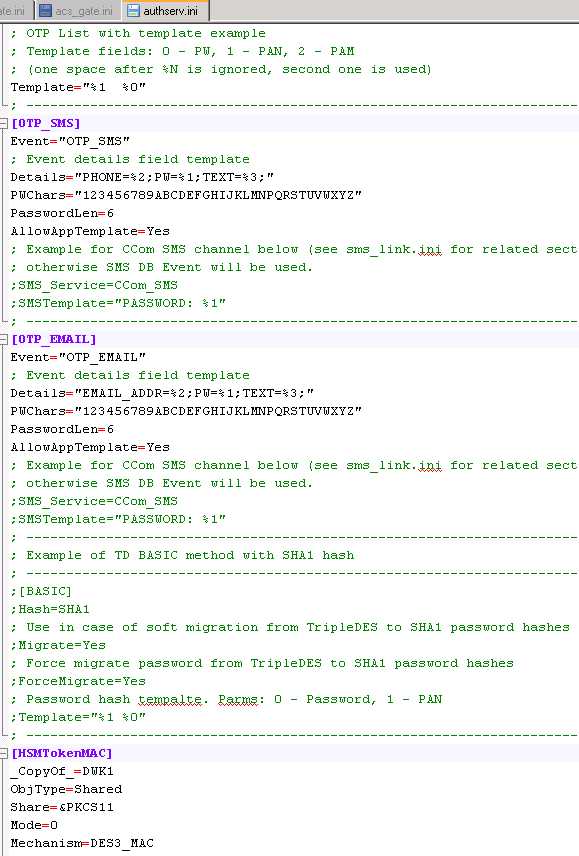 ate.ini acs_gate.ini authserv.ini
; OTP List with template example
; Template fields: 0 - PW, 1 - PAN, 2 - PAM
; (one space after %N is ignored, second one is used)
Template="%1  %0"
; ----------------------------------------------------------------
[OTP_SMS]
Event="OTP_SMS"
; Event details field template
Details="PHONE=%2;PW=%1;TEXT=%3;"
PWChars="123456789ABCDEFGHIJKLMNPQRSTUVWXYZ"
PasswordLen=6
AllowAppTemplate=Yes
; Example for CCom SMS channel below (see sms_link.ini for related sect
; otherwise SMS DB Event will be used.
;SMS_Service=CCom_SMS
;SMSTemplate="PASSWORD: %1"
; ----------------------------------------------------------------
[OTP_EMAIL]
Event="OTP_EMAIL"
; Event details field template
Details="EMAIL_ADDR=%2;PW=%1;TEXT=%3;"
PWChars="123456789ABCDEFGHIJKLMNPQRSTUVWXYZ"
PasswordLen=6
AllowAppTemplate=Yes
; Example for CCom SMS channel below (see sms_link.ini for related sect
; otherwise SMS DB Event will be used.
;SMS_Service=CCom_SMS
;SMSTemplate="PASSWORD: %1"
; ----------------------------------------------------------------
; Example of TD BASIC method with SHA1 hash
; ----------------------------------------------------------------
;[BASIC]
;Hash=SHA1
; Use in case of soft migration from TripleDES to SHA1 password hashes
;Migrate=Yes
; Force migrate password from TripleDES to SHA1 password hashes
;ForceMigrate=Yes
; Password hash tempalte. Parms: 0 - Password, 1 - PAN
;Template="%1 %0"
; ----------------------------------------------------------------
[HSMTokenMAC]
_CopyOf_=DWK1
ObjType=Shared
Share=&PKCS11
Mode=0
Mechanism=DES3_MAC